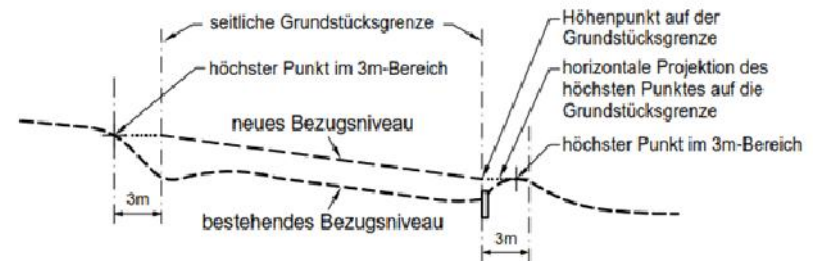 seitliche Grundstücksgrenze
Höhenpunkt auf der
Grundstücksgrenze
höchster Punkt im 3m-Bereich
horizontale Projektion des
höchsten Punktes auf die
Grundstücksgrenze
neues Bezugsniveau
höchster Punkt im 3m-Bereich
3m
bestehendes Bezugsniveau
3m